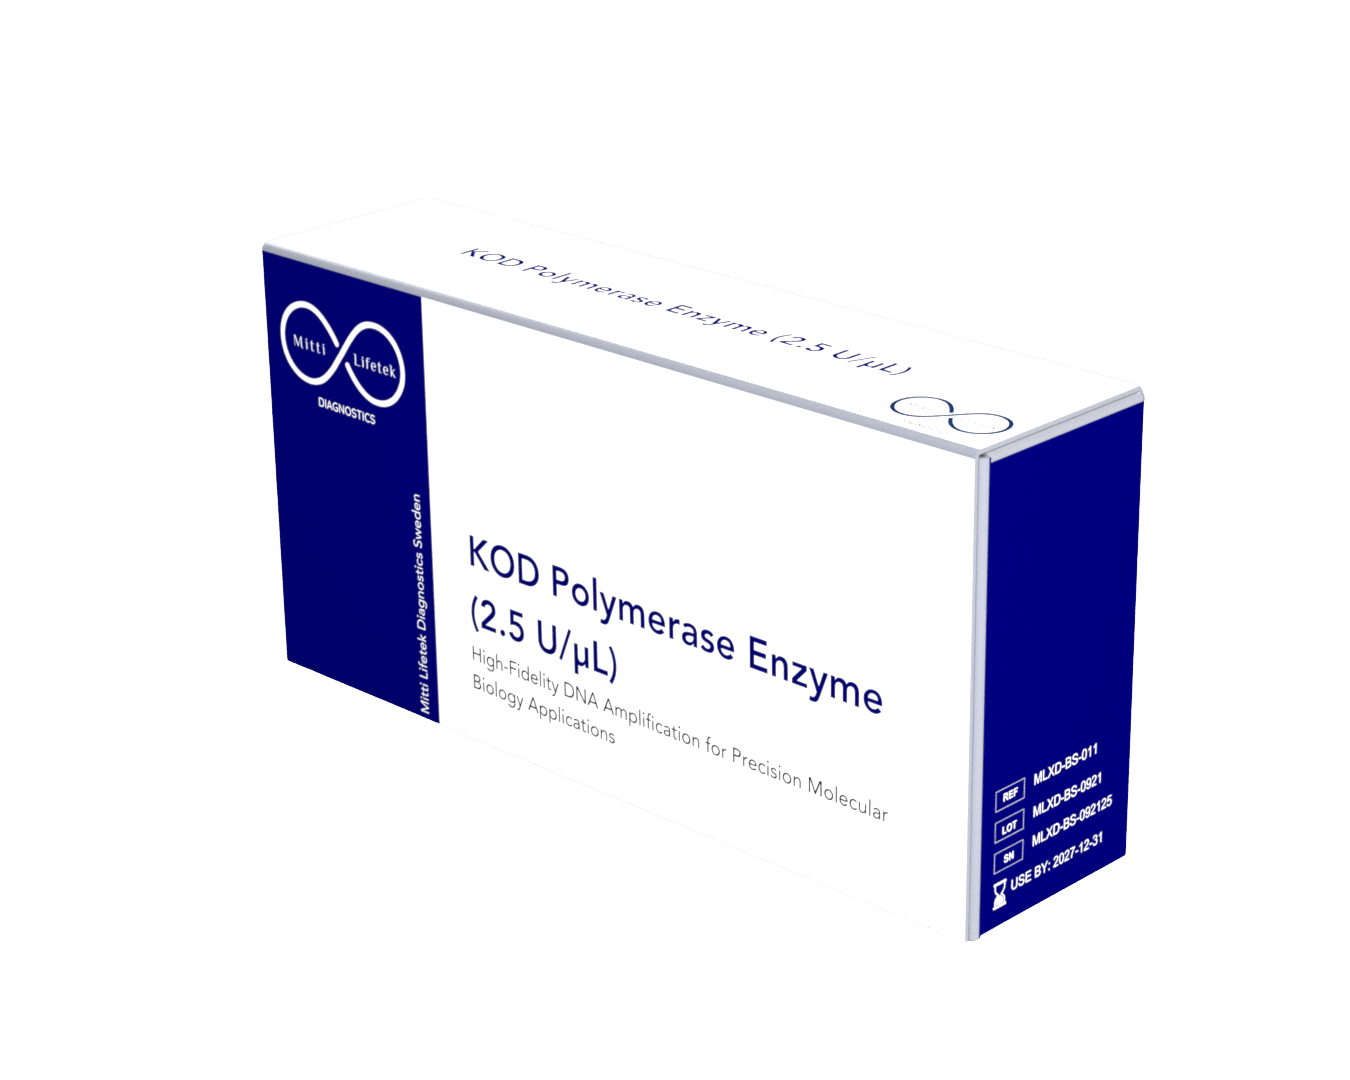 KOD Polymerase Enzyme (2.5 U/µL)
Mitti Lifetek
DIAGNOSTICS
Mitti Lifetek Diagnostics Sweden
KOD Polymerase Enzyme
(2.5 U/µL)
High-Fidelity DNA Amplification for Precision Molecular
Biology Applications
REF MLXD-BS-011
LOT MLXD-BS-0921
SN MLXD-BS-092125
USE BY: 2027-12-31